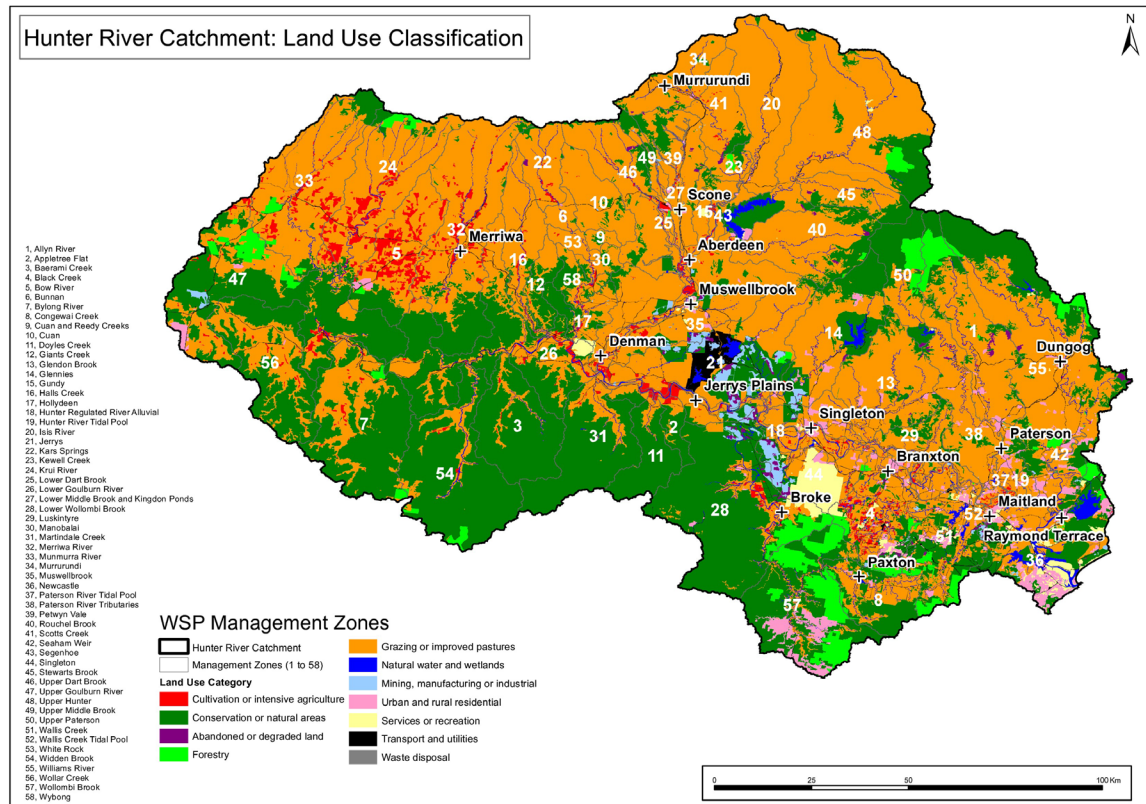 Hunter River Catchment: Land Use Classification
N
34
Murrurundi
41
20
48
24
22
46
49
39
23
33
27
Scone
45
10
6
25
15
43
40
32
Merriwa
5
53
9
30
Aberdeen
16
47
12
58
50
Muswellbrook
17
35
14
1
Dungog
56
26
Denman
21
55
7
3
31
2
Jerrys Plains
13
18
Singleton
29
38
Paterson
42
11
54
44
Branxton
37
19
28
Broke
4
52
Maitland
51
Raymond Terrace
36
Paxton
57
8
1, Allyn River
2, Appletree Flat
3, Baerami Creek
4, Black Creek
5, Bow River
6, Bunnan
7, Bylong River
8, Congewai Creek
9, Cuan and Reedy Creeks
10, Cuan
11, Doyles Creek
12, Giants Creek
13, Glendon Brook
14, Glennies
15, Gundy
16, Halls Creek
17, Hollydeen
18, Hunter Regulated River Alluvial
19, Hunter River Tidal Pool
20, Isis River
21, Jerrys
22, Kars Springs
23, Kewell Creek
24, Krui River
25, Lower Dart Brook
26, Lower Goulburn River
27, Lower Middle Brook and Kingdon Ponds
28, Lower Wollombi Brook
29, Luskintyre
30, Manobalai
31, Martindale Creek
32, Merriwa River
33, Munmurra River
34, Murrurundi
35, Muswellbrook
36, Newcastle
37, Paterson River Tidal Pool
38, Paterson River Tributaries
39, Petwyn Vale
40, Rouchel Brook
41, Scotts Creek
42, Seaham Weir
43, Segenhoe
44, Singleton
45, Stewarts Brook
46, Upper Dart Brook
47, Upper Goulburn River
48, Upper Hunter
49, Upper Middle Brook
50, Upper Paterson
51, Wallis Creek
52, Wallis Creek Tidal Pool
53, White Rock
54, Widden Brook
55, Williams River
56, Wollar Creek
57, Wollombi Brook
58, Wybong
WSP Management Zones
Hunter River Catchment
Management Zones (1 to 58)
Land Use Category
Cultivation or intensive agriculture
Conservation or natural areas
Abandoned or degraded land
Forestry
Grazing or improved pastures
Natural water and wetlands
Mining, manufacturing or industrial
Urban and rural residential
Services or recreation
Transport and utilities
Waste disposal
0 25 50 100 Km